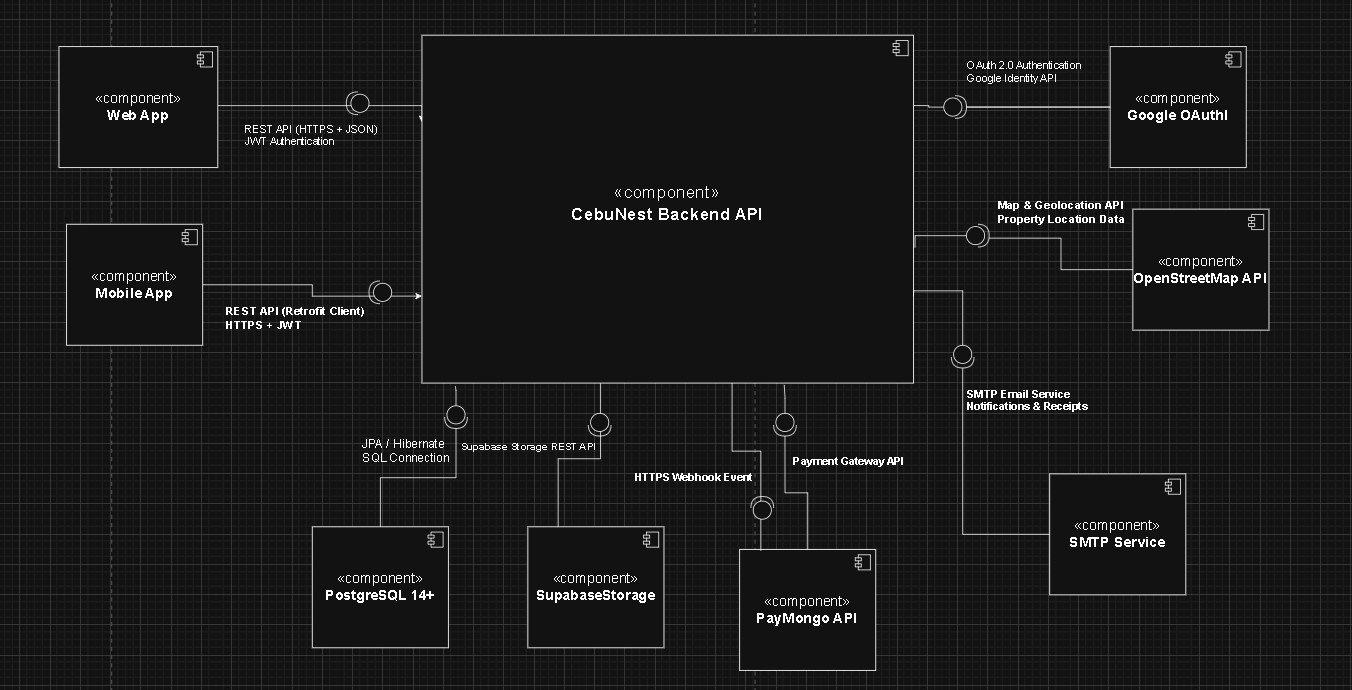 «component»
Web App
REST API (HTTPS + JSON)
JWT Authentication
«component»
CebuNest Backend API
OAuth 2.0 Authentication
Google Identity API
«component»
Google OAuthl
«component»
Mobile App
REST API (Retrofit Client)
HTTPS + JWT
Map & Geolocation API
Property Location Data
«component»
OpenStreetMap API
SMTP Email Service
Notifications & Receipts
JPA / Hibernate
SQL Connection
Supabase Storage REST API
HTTPS Webhook Event
Payment Gateway API
«component»
SMTP Service
«component»
PostgreSQL 14+
«component»
SupabaseStorage
«component»
PayMongo API